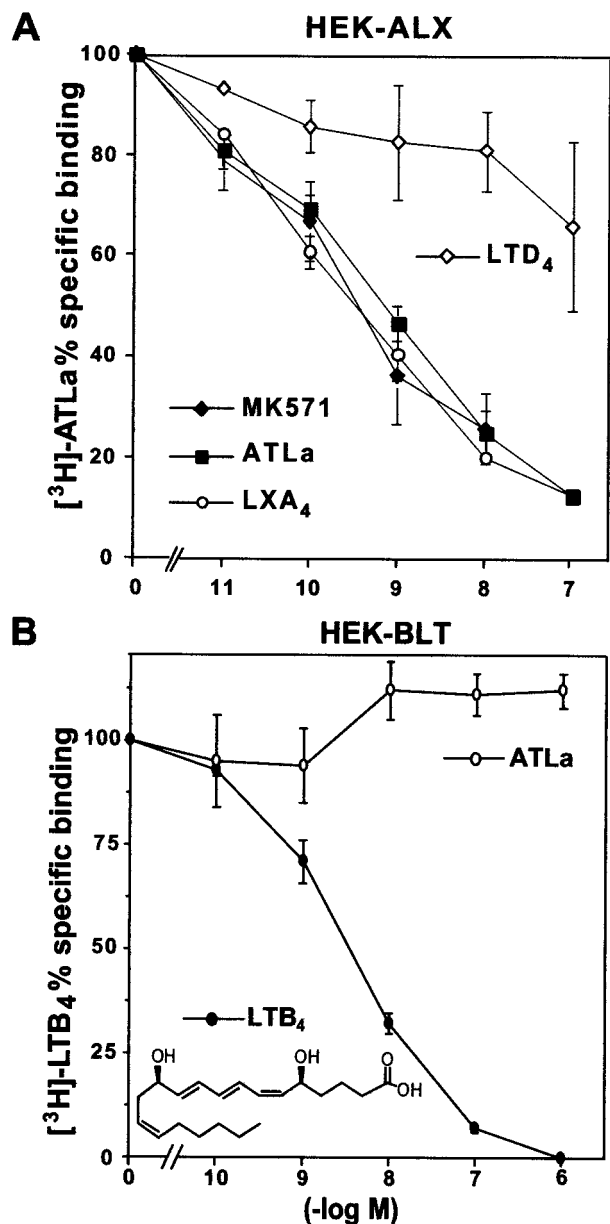 A
HEK-ALX
[³H]-ATLa % specific binding
100
80
60
40
20
0
LTD₄
MK571
ATLa
LXA₄
0 11 10 9 8 7
B
HEK-BLT
[³H]-LTB₄ % specific binding
100
75
50
25
0
ATLa
LTB₄
OH OH O
OH
0 10 9 8 7 6
(-log M)